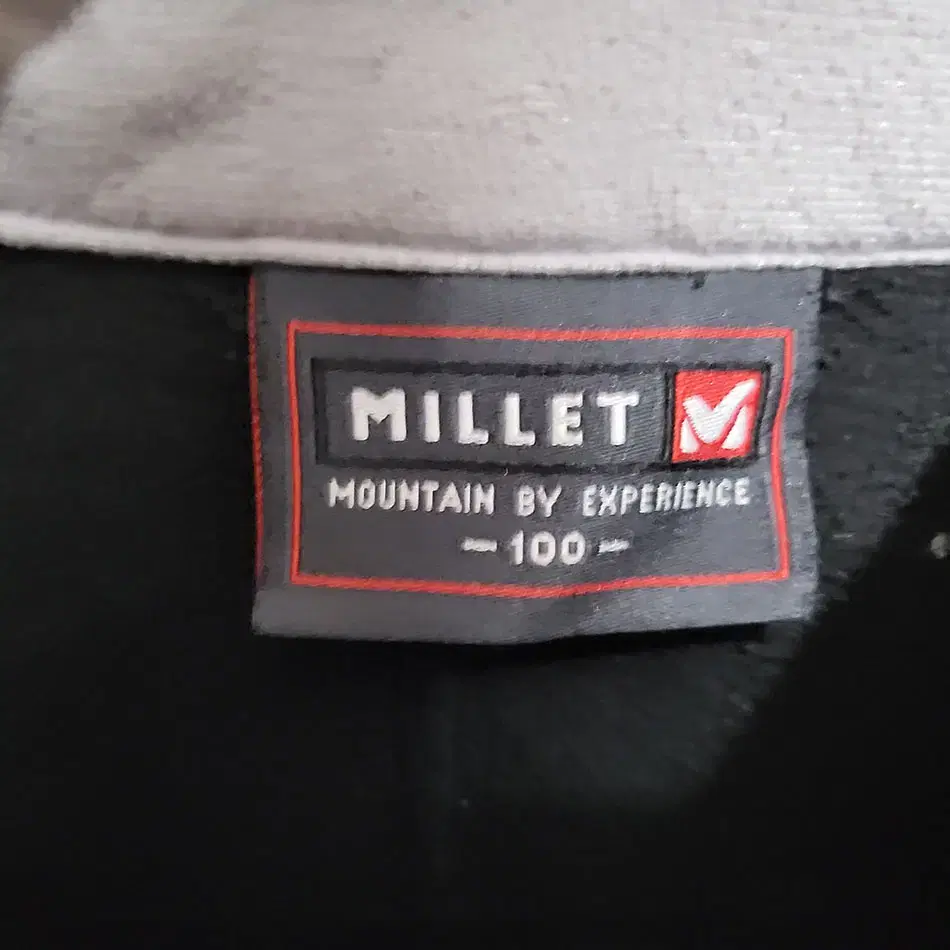 MILLET M
MOUNTAIN BY EXPERIENCE
- 100 -